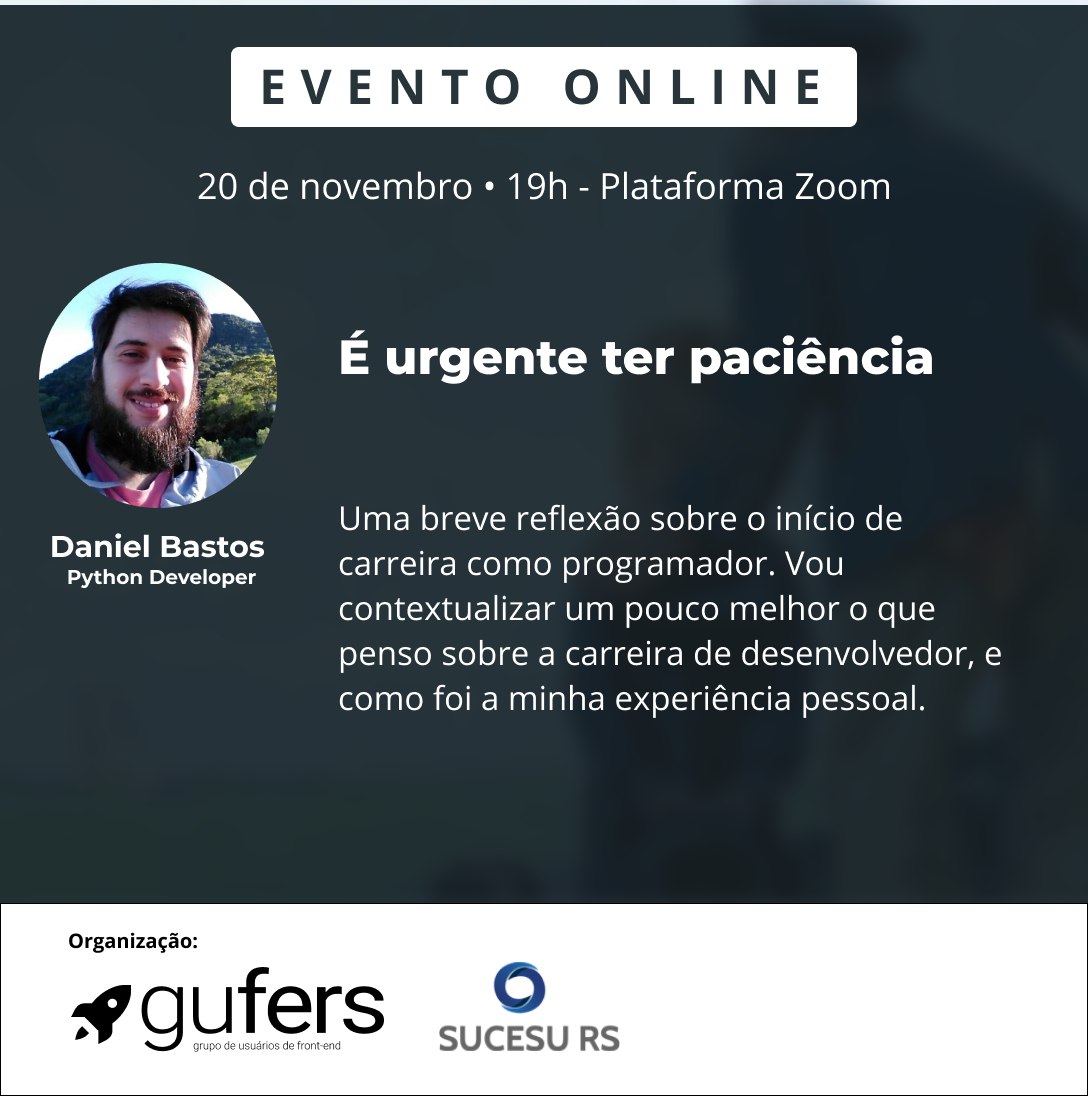 EVENTO ONLINE
20 de novembro • 19h - Plataforma Zoom
É urgente ter paciência
Daniel Bastos
Python Developer
Uma breve reflexão sobre o início de
carreira como programador. Vou
contextualizar um pouco melhor o que
penso sobre a carreira de desenvolvedor, e
como foi a minha experiência pessoal.
Organização:
gufers
grupo de usuários de front-end
SUCESU RS